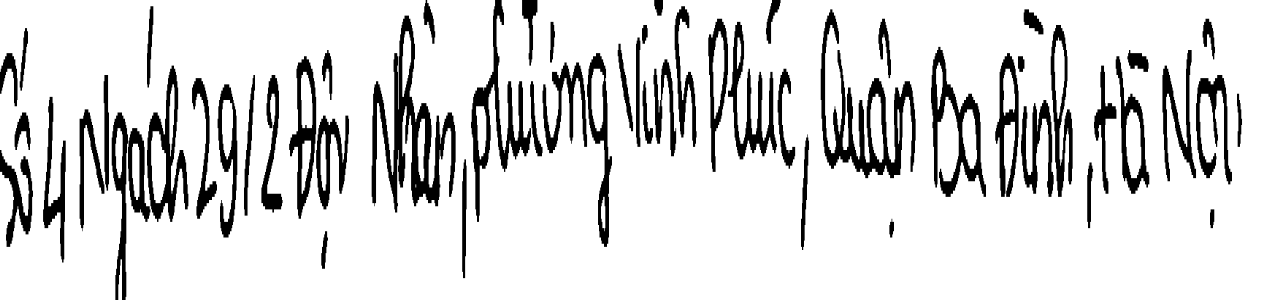 Số 4 Ngách 29/2 Đội Nhân, phường Vĩnh Phúc, Quận Ba Đình, Hà Nội